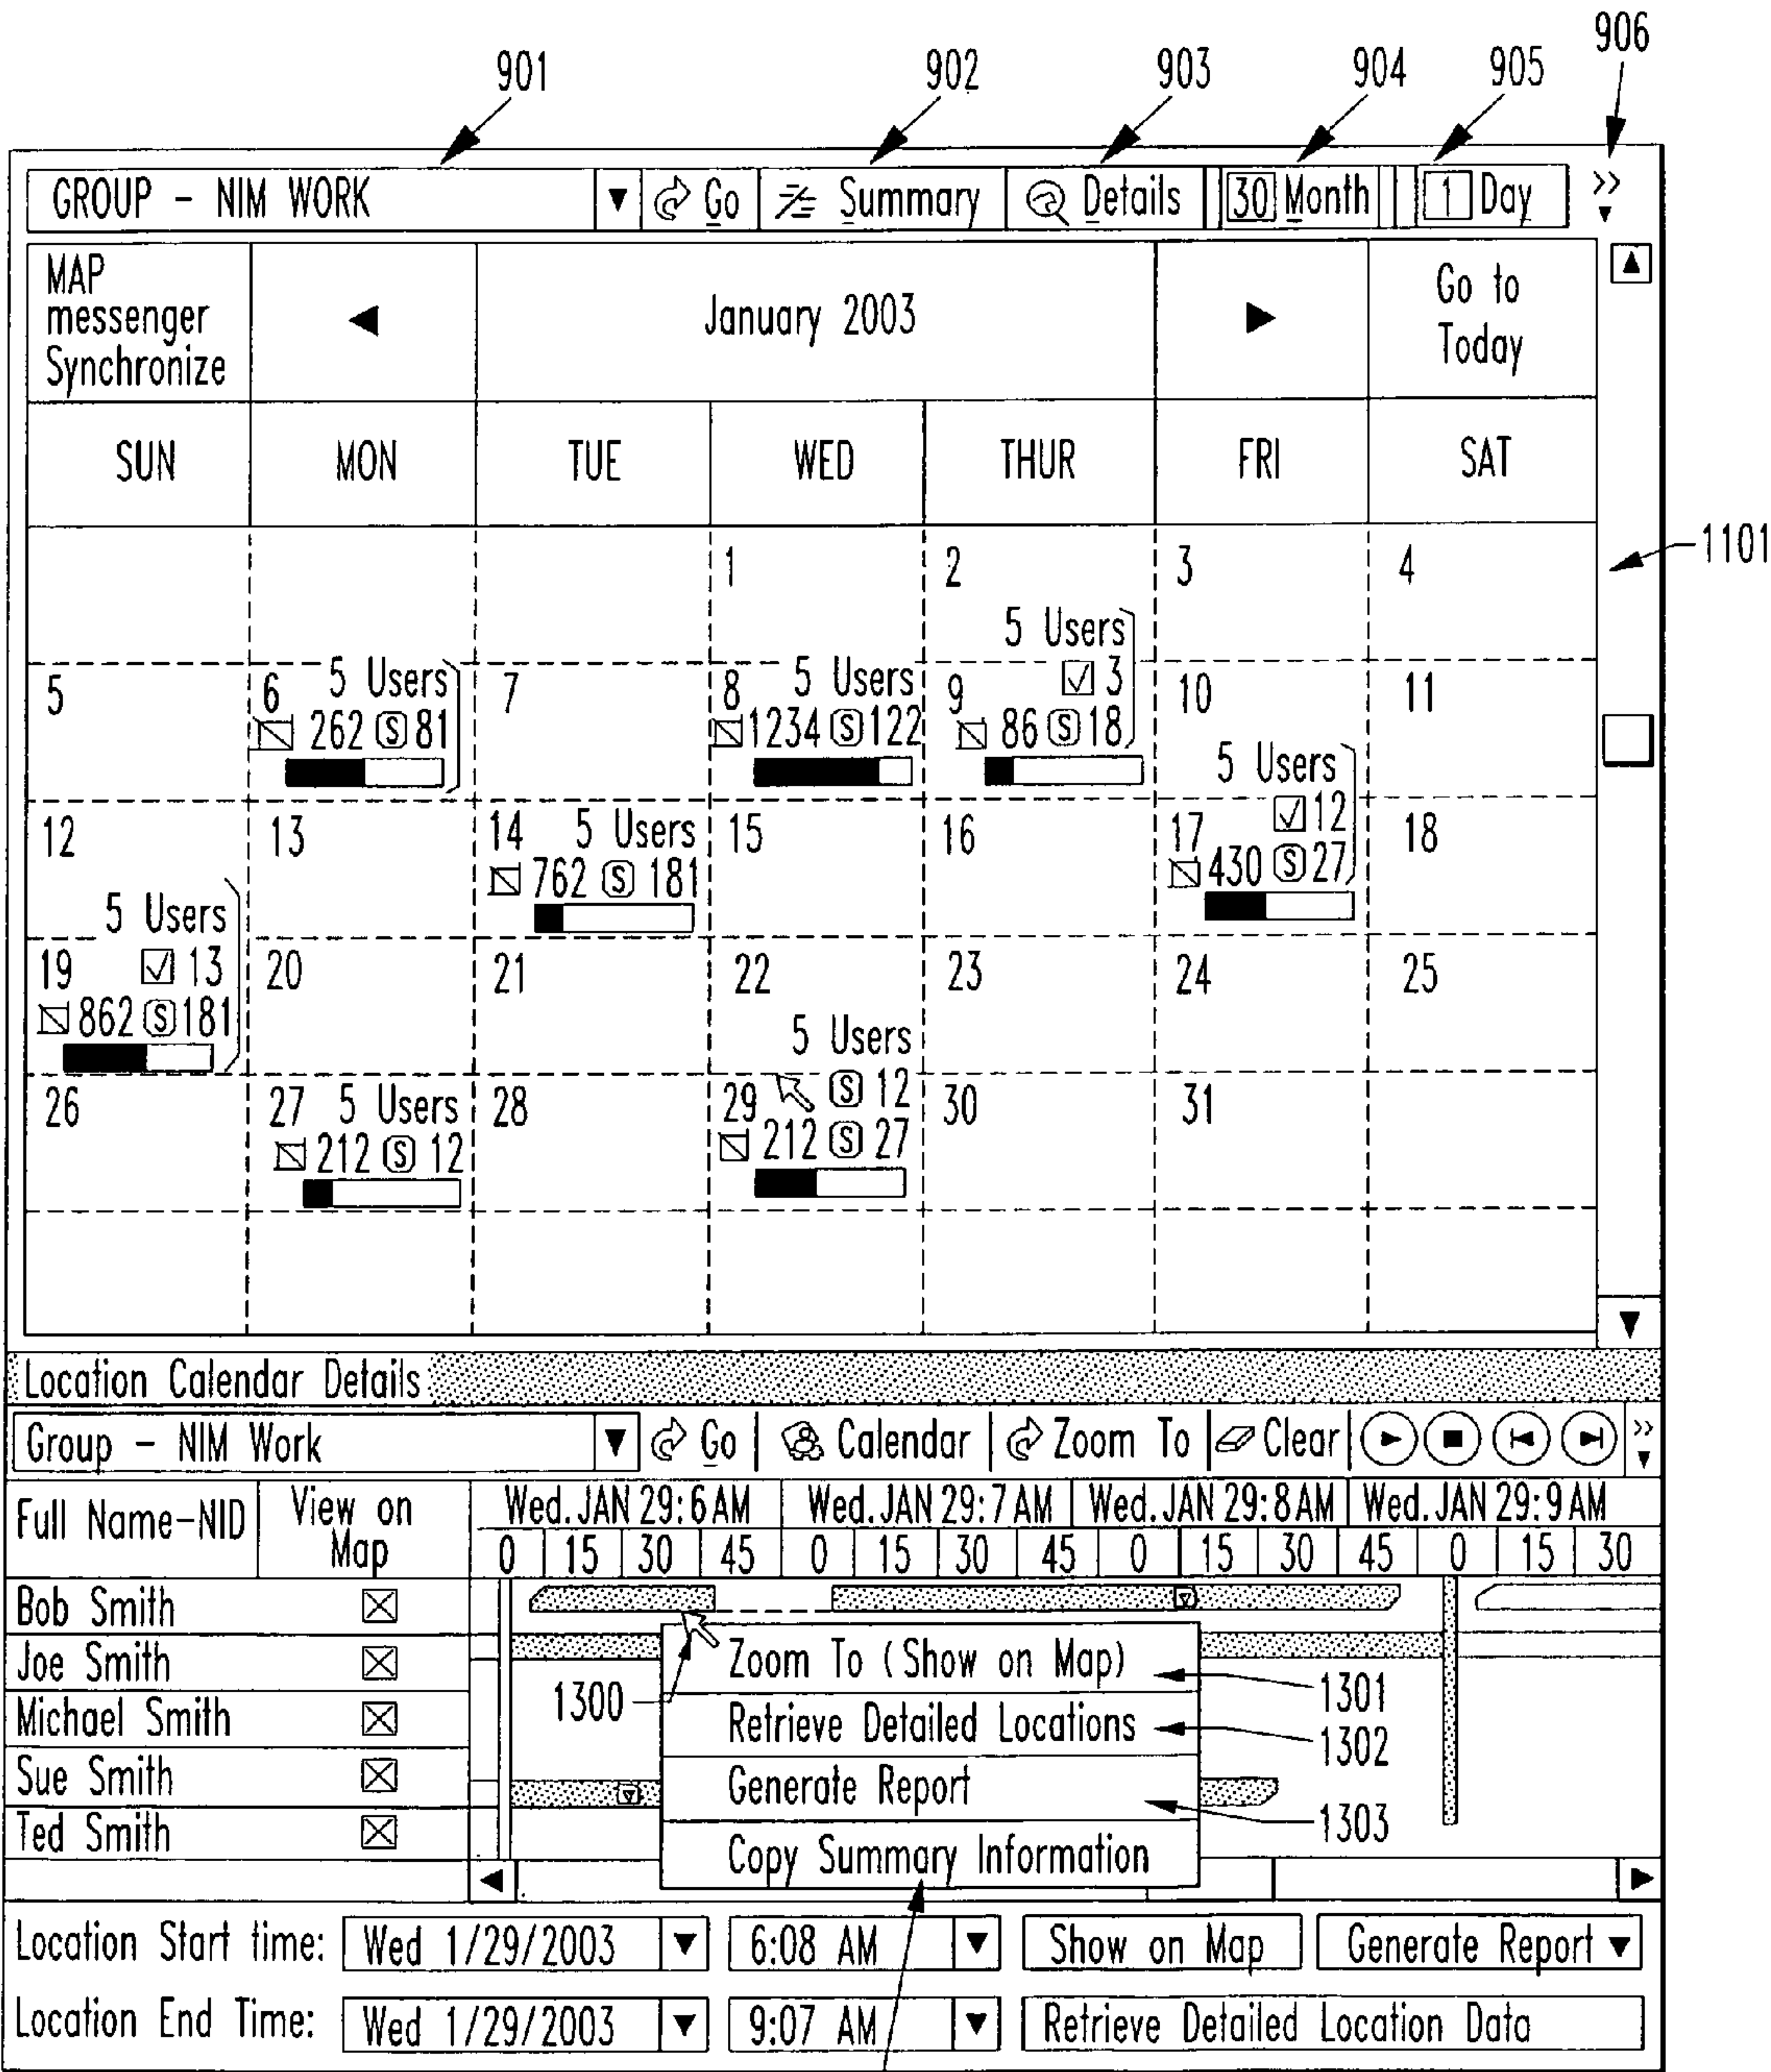 906
901 902 903 904 905
GROUP - NIM WORK Go Summary Details 30 Month 1 Day >>
MAP messenger Synchronize
January 2003
Go to Today
SUN MON TUE WED THUR FRI SAT
1101
1 2 3 4
5
6 5 Users
262 S 81
7
8 5 Users
1234 S 122
9 5 Users
3
86 S 18
10 11
12 13
14 5 Users
762 S 181
15 16
17 5 Users
12
430 S 27
18
19 5 Users
13
862 S 181
20 21 22 23 24 25
26
27 5 Users
212 S 12
28
29 5 Users
S 12
212 S 27
30 31
Location Calendar Details
Group - NIM Work Go Calendar Zoom To Clear >>
Full Name-NID View on Map
Wed. JAN 29:6 AM Wed. JAN 29:7 AM Wed. JAN 29:8 AM Wed. JAN 29:9 AM
0 15 30 45 0 15 30 45 0 15 30 45 0 15 30
Bob Smith
Joe Smith
Michael Smith
Sue Smith
Ted Smith
1300
Zoom To (Show on Map)
1301
Retrieve Detailed Locations
1302
Generate Report
1303
Copy Summary Information
Location Start time: Wed 1/29/2003 6:08 AM Show on Map Generate Report
Location End Time: Wed 1/29/2003 9:07 AM Retrieve Detailed Location Data